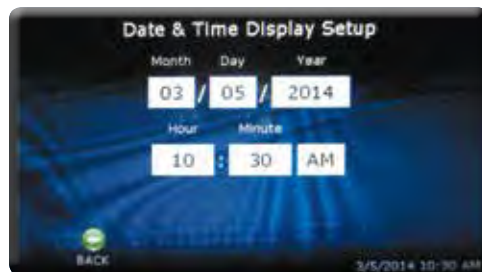 Date & Time Display Setup
Month Day Year
03 / 05 / 2014
Hour Minute
10 : 30 AM
BACK
3/5/2014 10:30 AM